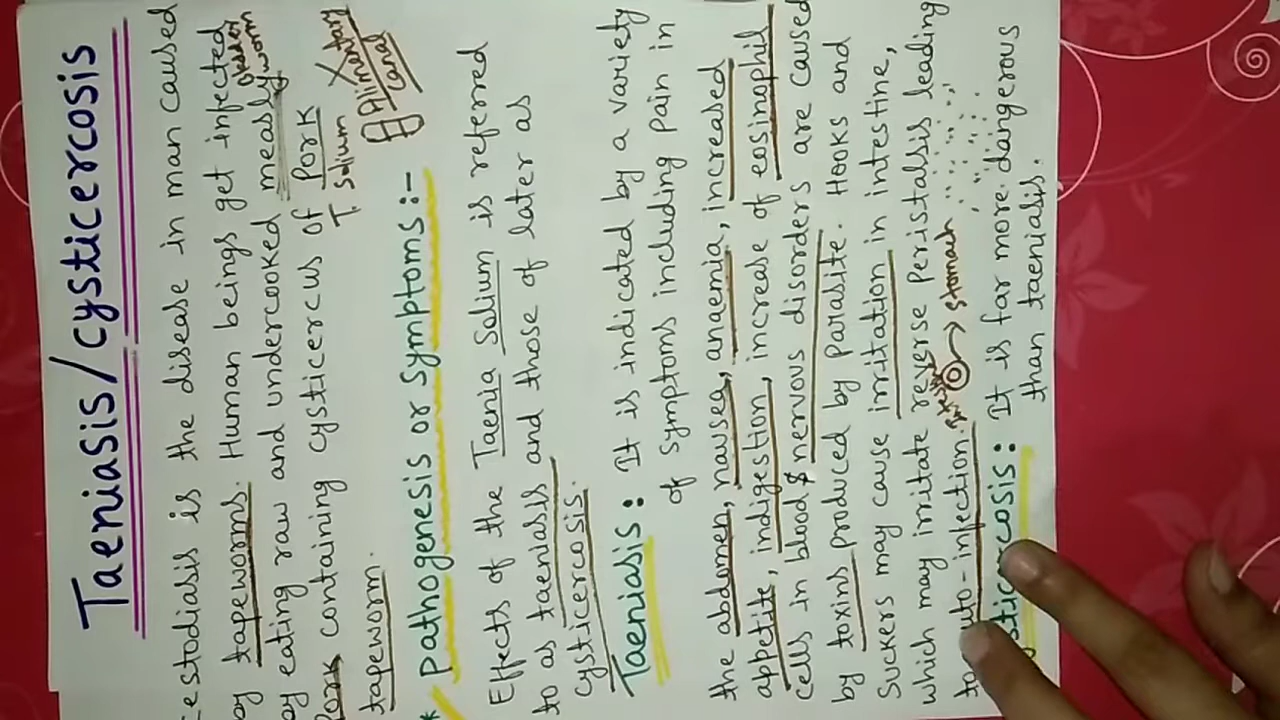 Taeniasis/cysticercosis
cestodiasis is the disease in man caused
by tapeworms. Human beings get infected
by eating raw and undercooked measly
bladder worm
Pork containing cysticercus of Pork
tapeworm.
T. Solium
Alimentary canal
* Pathogenesis or symptoms:-
Effects of the Taenia Solium is referred
to as taeniasis and those of later as
cysticercosis.
Taeniasis: It is indicated by a variety
of symptoms including pain in
the abdomen, nausea, anaemia, increased
appetite, indigestion, increase of eosinophil
cells in blood & nervous disorders are caused
by toxins produced by parasite. Hooks and
Suckers may cause irritation in intestine,
which may irritate reverse peristalsis leading
to auto-infection.
→ stomah
sticercosis: It is far more dangerous
than taeniasis.